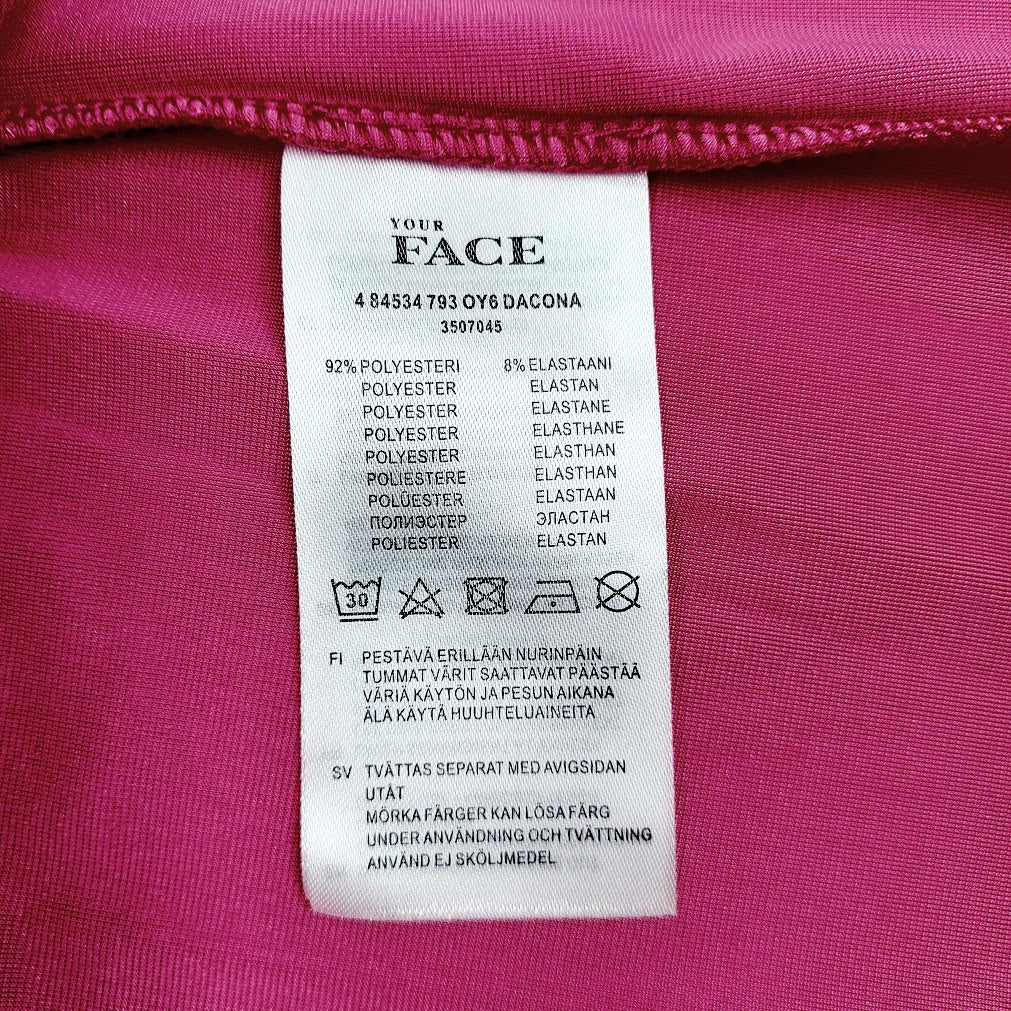 YOUR
FACE
4 84534 793 OY6 DACONA
3507045
92% POLYESTERI 8% ELASTAANI
POLYESTER ELASTAN
POLYESTER ELASTANE
POLYESTER ELASTHANE
POLYESTER ELASTHAN
POLIESTERE ELASTHAN
POLÜESTER ELASTAAN
ПОЛИЭСТЕР ЭЛАСТАН
POLIESTER ELASTAN
30
FI PESTÄVÄ ERILLÄÄN NURINPÄIN
TUMMAT VÄRIT SAATTAVAT PÄÄSTÄÄ
VÄRIÄ KÄYTÖN JA PESUN AIKANA
ÄLÄ KÄYTÄ HUUHTELUAINEITA
SV TVÄTTAS SEPARAT MED AVIGSIDAN
UTÅT
MÖRKA FÄRGER KAN LÖSA FÄRG
UNDER ANVÄNDNING OCH TVÄTTNING
ANVÄND EJ SKÖLJMEDEL